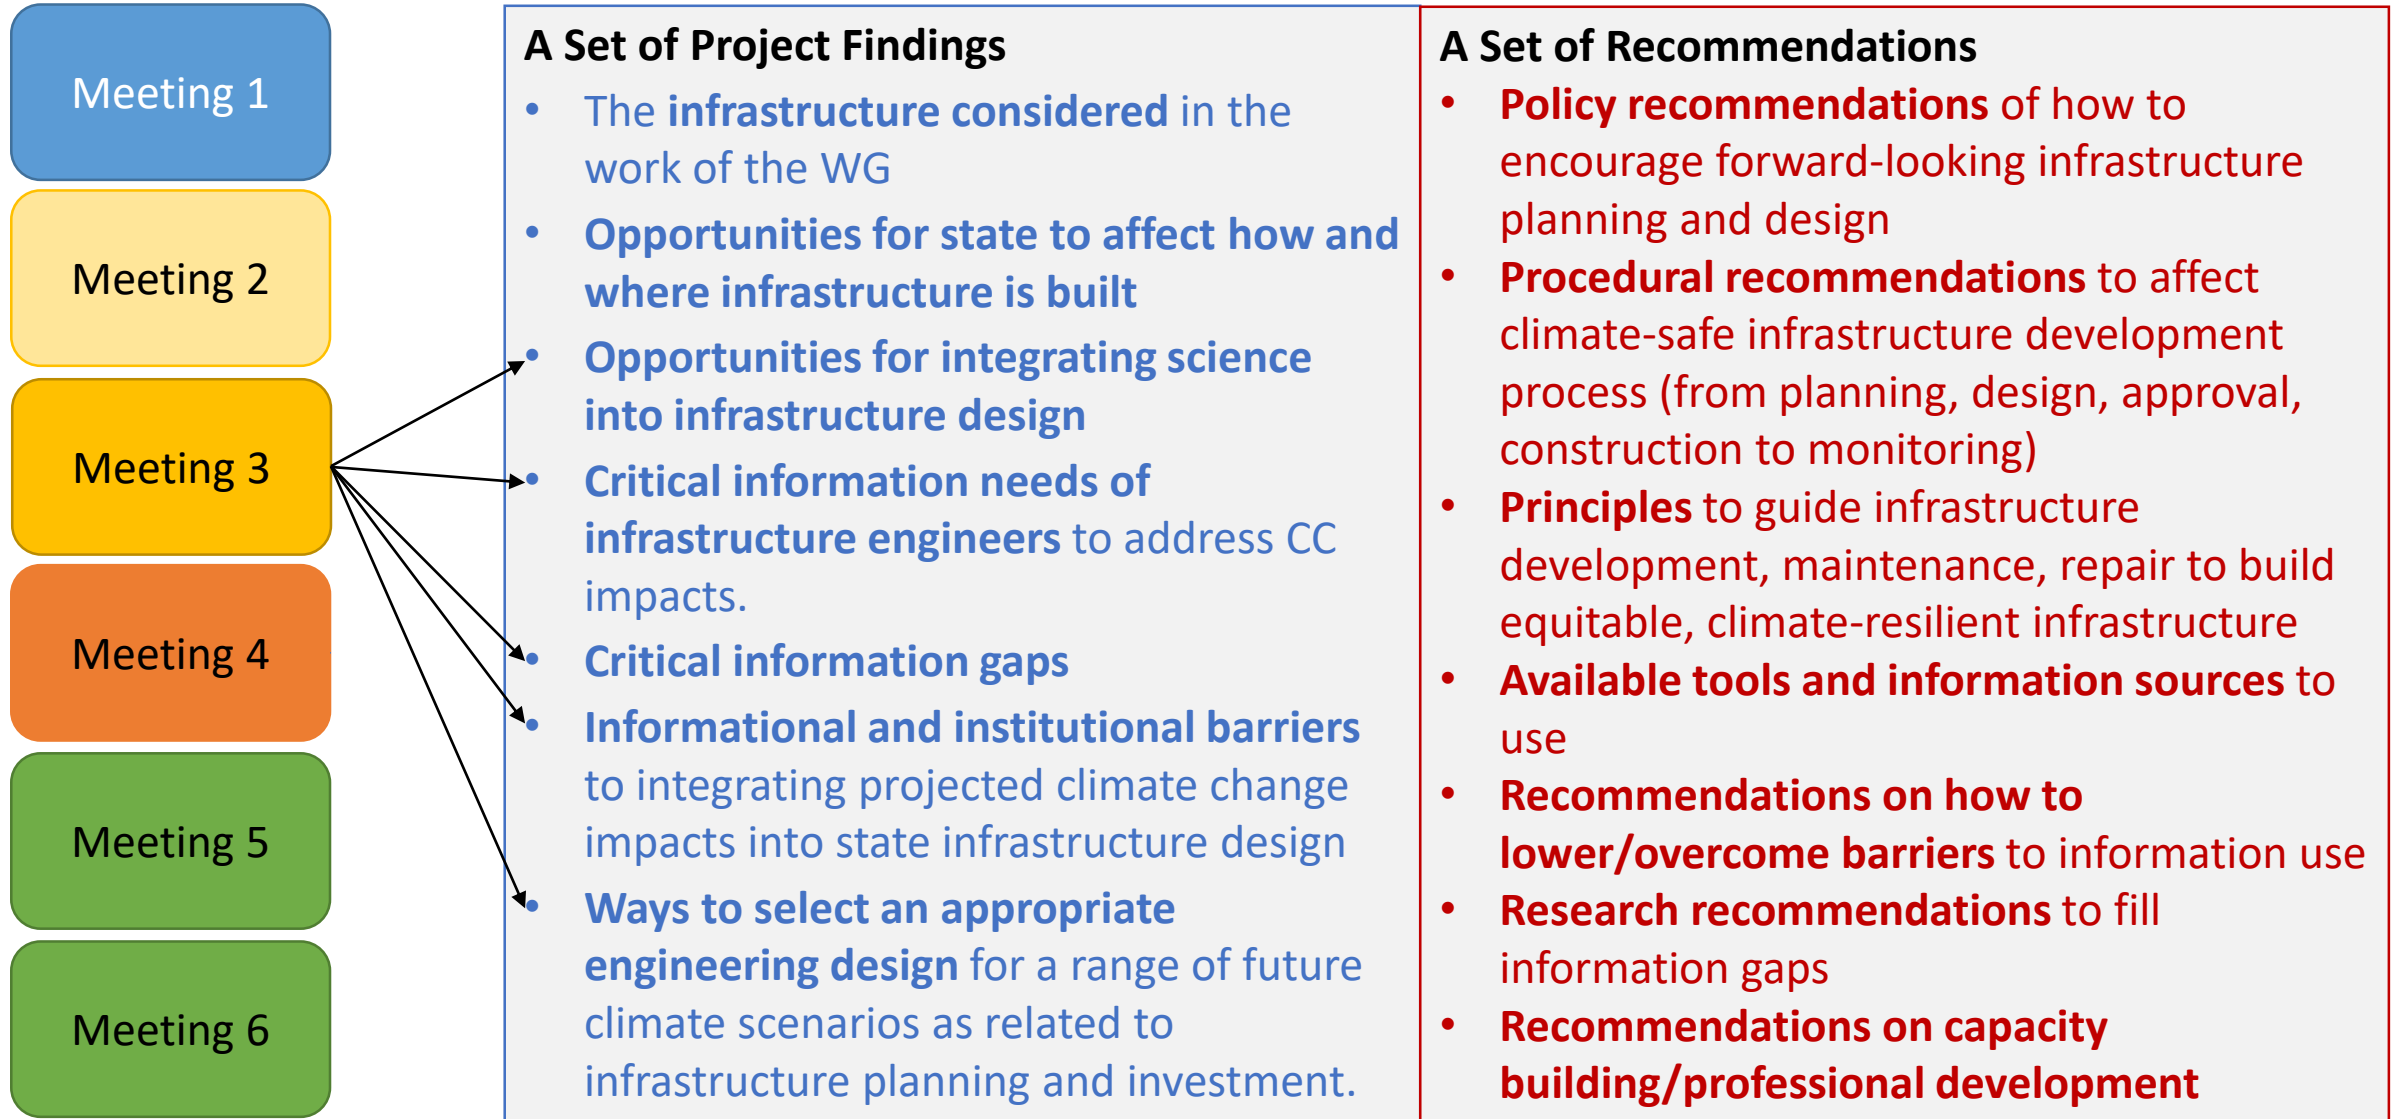 Meeting 1
Meeting 2
Meeting 3
Meeting 4
Meeting 5
Meeting 6
A Set of Project Findings
• The infrastructure considered in the
work of the WG
• Opportunities for state to affect how and
where infrastructure is built
• Opportunities for integrating science
into infrastructure design
• Critical information needs of
infrastructure engineers to address CC
impacts.
• Critical information gaps
• Informational and institutional barriers
to integrating projected climate change
impacts into state infrastructure design
• Ways to select an appropriate
engineering design for a range of future
climate scenarios as related to
infrastructure planning and investment.
A Set of Recommendations
• Policy recommendations of how to
encourage forward-looking infrastructure
planning and design
• Procedural recommendations to affect
climate-safe infrastructure development
process (from planning, design, approval,
construction to monitoring)
• Principles to guide infrastructure
development, maintenance, repair to build
equitable, climate-resilient infrastructure
• Available tools and information sources to
use
• Recommendations on how to
lower/overcome barriers to information use
• Research recommendations to fill
information gaps
• Recommendations on capacity
building/professional development